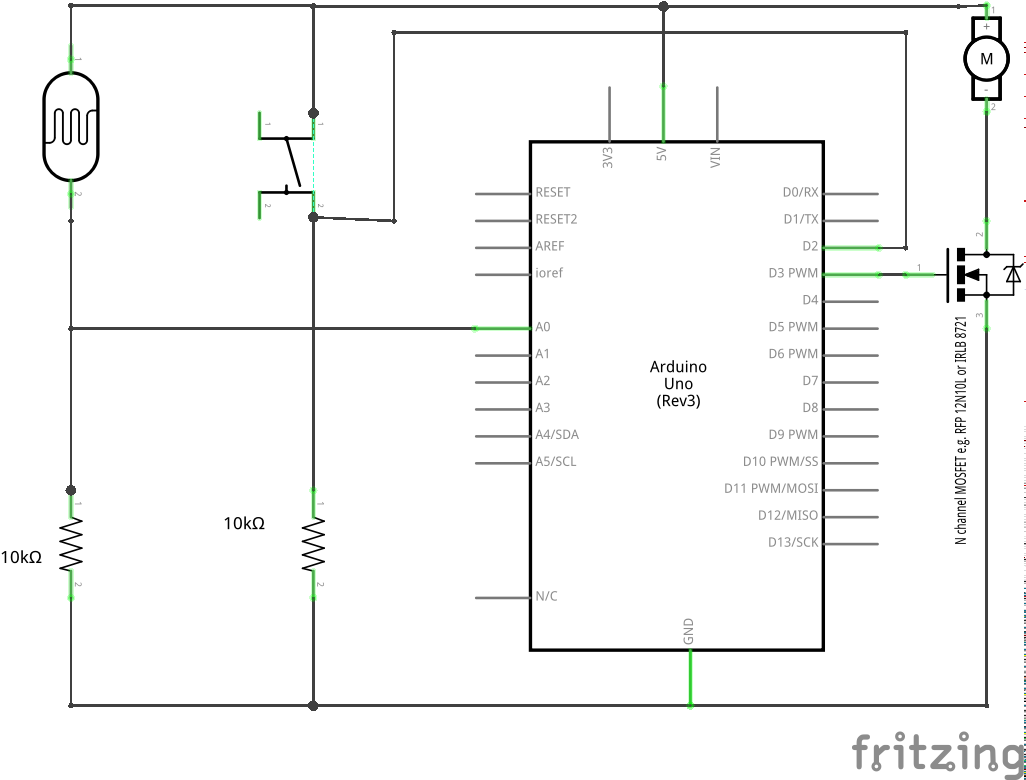 1
+
M
-
2
1
2
1
2
1
2
3V3
5V
VIN
RESET
RESET2
AREF
ioref
A0
A1
A2
A3
A4/SDA
A5/SCL
N/C
D0/RX
D1/TX
D2
D3 PWM
D4
D5 PWM
D6 PWM
D7
D8
D9 PWM
D10 PWM/SS
D11 PWM/MOSI
D12/MISO
D13/SCK
GND
Arduino
Uno
(Rev3)
1
2
3
N channel MOSFET e.g. RFP 12N10L or IRLB 8721
1
2
10kΩ
1
2
10kΩ
fritzing